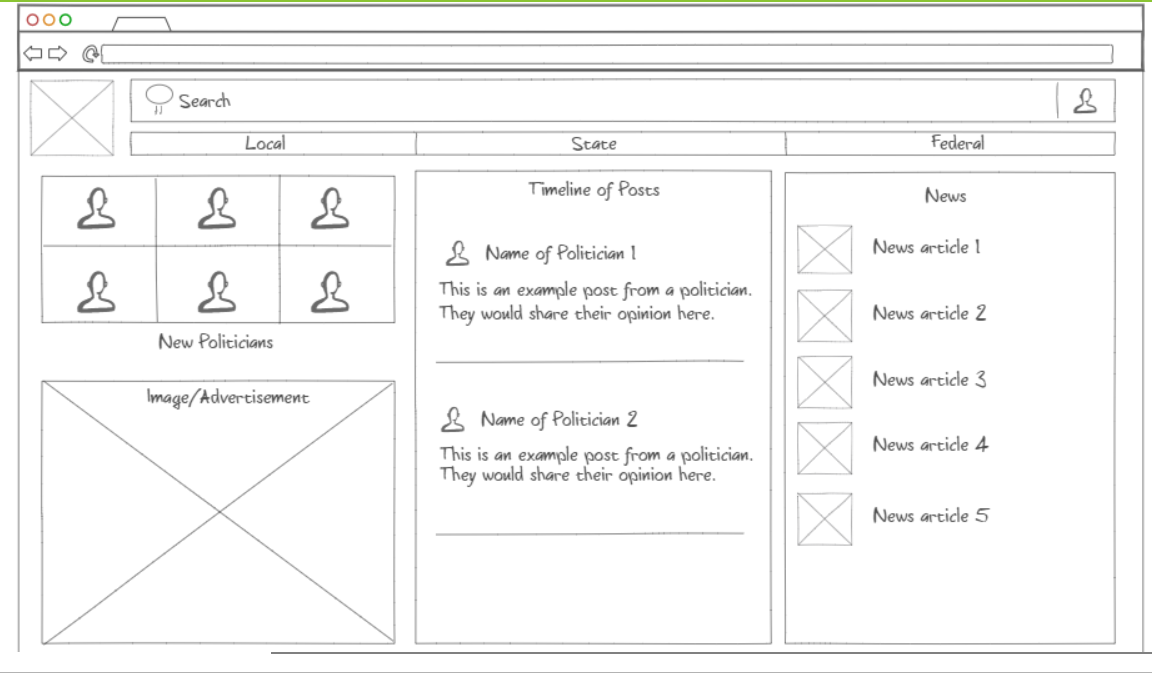 Search
Local
State
Federal
New Politicians
Image/Advertisement
Timeline of Posts
Name of Politician 1
This is an example post from a politician.
They would share their opinion here.
Name of Politician 2
This is an example post from a politician.
They would share their opinion here.
News
News article 1
News article 2
News article 3
News article 4
News article 5